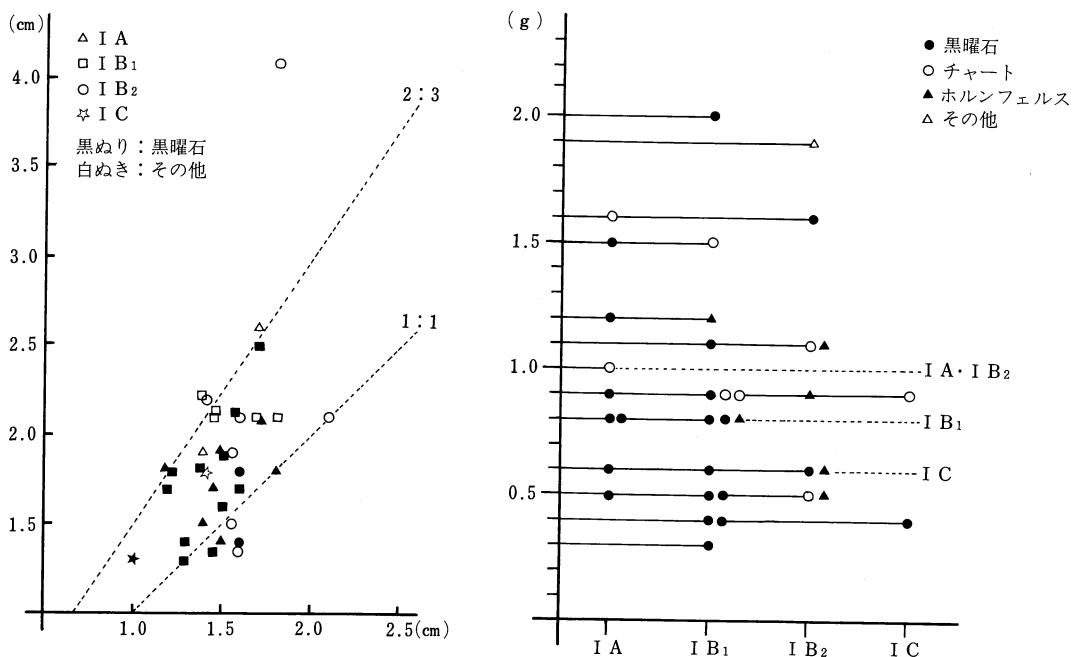 (cm)
△ I A
□ I B₁
○ I B₂
☆ I C
黒ぬり：黒曜石
白ぬき：その他
2：3
1：1
4.0
3.5
3.0
2.5
2.0
1.5
1.0
1.5
2.0
2.5(cm)
(g)
● 黒曜石
○ チャート
▲ ホルンフェルス
△ その他
2.0
1.5
1.0
0.5
I A・I B₂
I B₁
I C
I A
I B₁
I B₂
I C